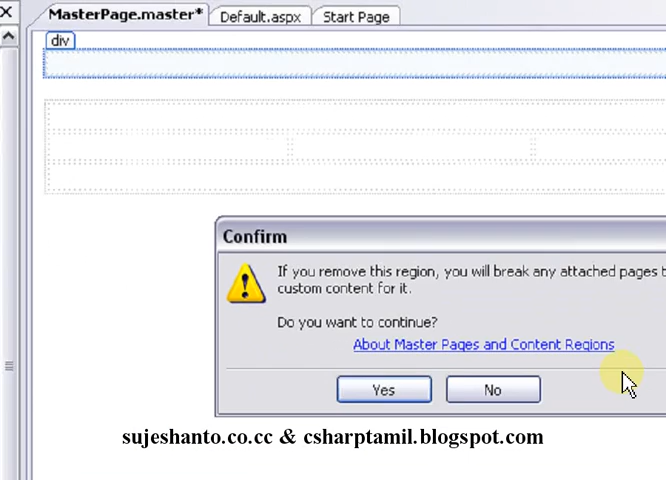 MasterPage.master* Default.aspx Start Page
div
Confirm
If you remove this region, you will break any attached pages t
custom content for it.
Do you want to continue?
About Master Pages and Content Regions
Yes No
sujeshanto.co.cc & csharptamil.blogspot.com